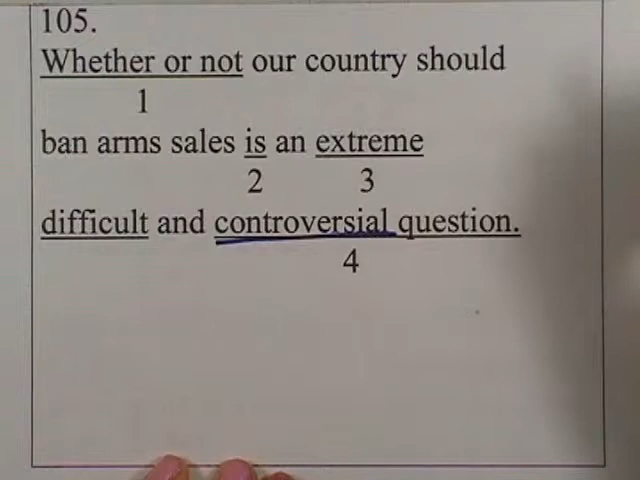 105.
Whether or not our country should
1
ban arms sales is an extreme
2 3
difficult and controversial question.
4